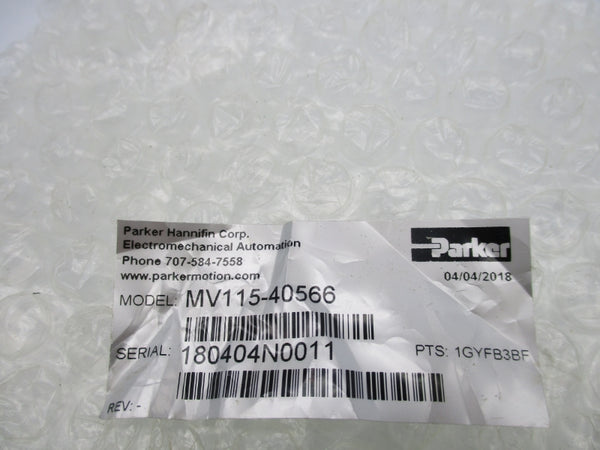 Parker Hannifin Corp.
Electromechanical Automation
Phone 707-584-7558
www.parkermotion.com
Parker
04/04/2018
MODEL: MV115-40566
SERIAL: 180404N0011
PTS: 1GYFB3BF
REV: -